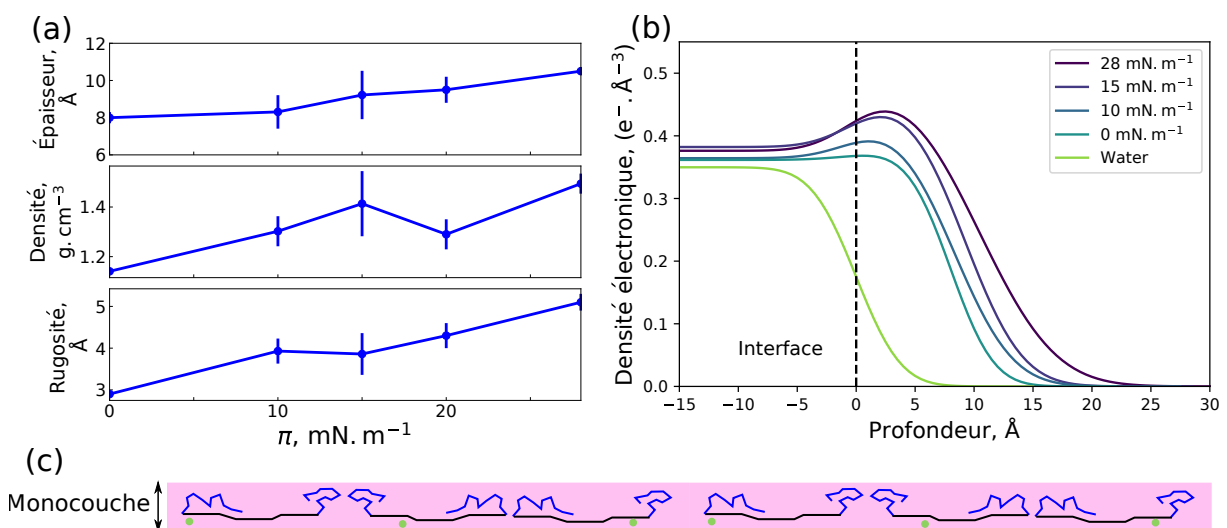 (a)
12
10
8
6
Épaisseur,
Å
1.4
1.2
Densité,
g. cm⁻³
5
4
3
Rugosité,
Å
0 10 20
π, mN. m⁻¹
(b)
0.5
0.4
0.3
0.2
0.1
0.0
Densité électronique, (e⁻. Å⁻³)
28 mN. m⁻¹
15 mN. m⁻¹
10 mN. m⁻¹
0 mN. m⁻¹
Water
Interface
−15 −10 −5 0 5 10 15 20 25 30
Profondeur, Å
(c)
Monocouche